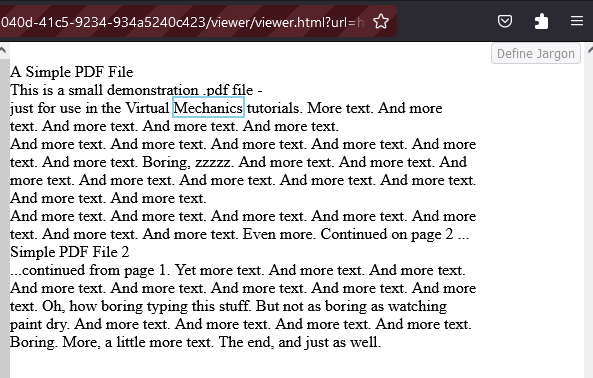 040d-41c5-9234-934a5240c423/viewer/viewer.html?url=h
Define Jargon
A Simple PDF File
This is a small demonstration .pdf file -
just for use in the Virtual Mechanics tutorials. More text. And more
text. And more text. And more text. And more text.
And more text. And more text. And more text. And more text. And more
text. And more text. Boring, zzzzz. And more text. And more text. And
more text. And more text. And more text. And more text. And more text.
And more text. And more text.
And more text. And more text. And more text. And more text. And more
text. And more text. And more text. Even more. Continued on page 2 ...
Simple PDF File 2
...continued from page 1. Yet more text. And more text. And more text.
And more text. And more text. And more text. And more text. And more
text. Oh, how boring typing this stuff. But not as boring as watching
paint dry. And more text. And more text. And more text. And more text.
Boring. More, a little more text. The end, and just as well.